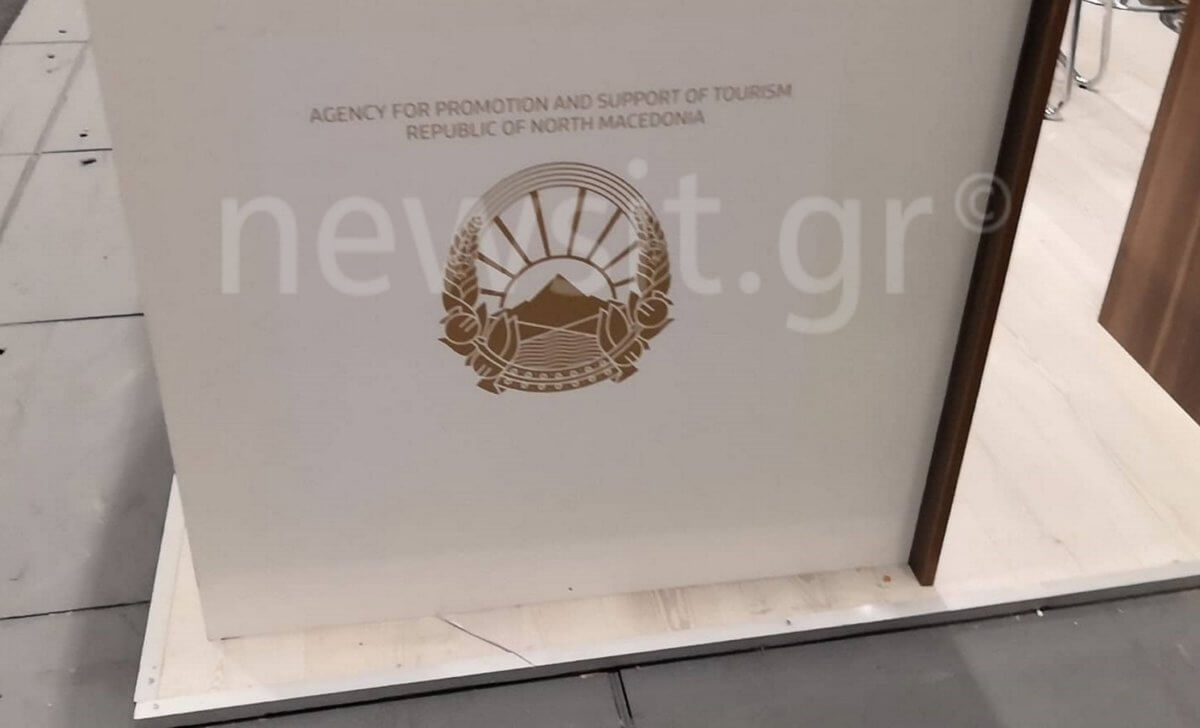 AGENCY FOR PROMOTION AND SUPPORT OF TOURISM
REPUBLIC OF NORTH MACEDONIA
newsit.gr©